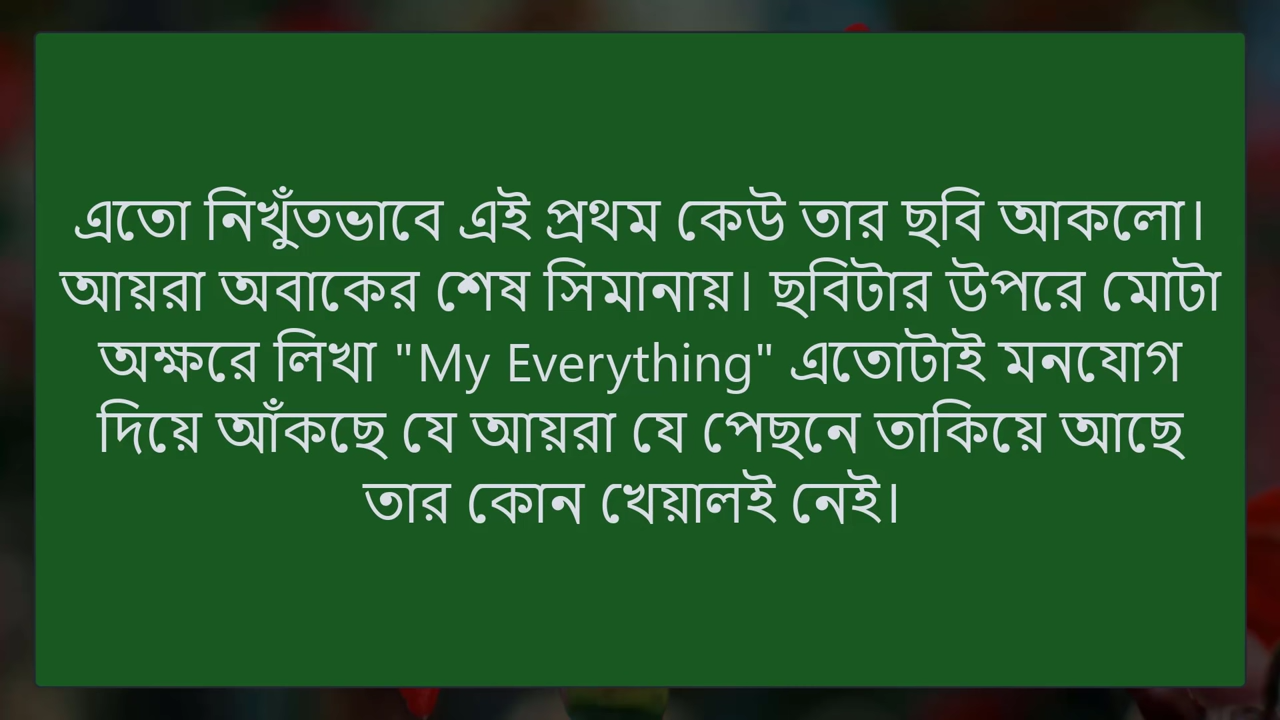 এতো নিখুঁতভাবে এই প্রথম কেউ তার ছবি আকলো।
আয়রা অবাকের শেষ সিমানায়। ছবিটার উপরে মোটা
অক্ষরে লিখা "My Everything" এতোটাই মনযোগ
দিয়ে আঁকছে যে আয়রা যে পেছনে তাকিয়ে আছে
তার কোন খেয়ালই নেই।